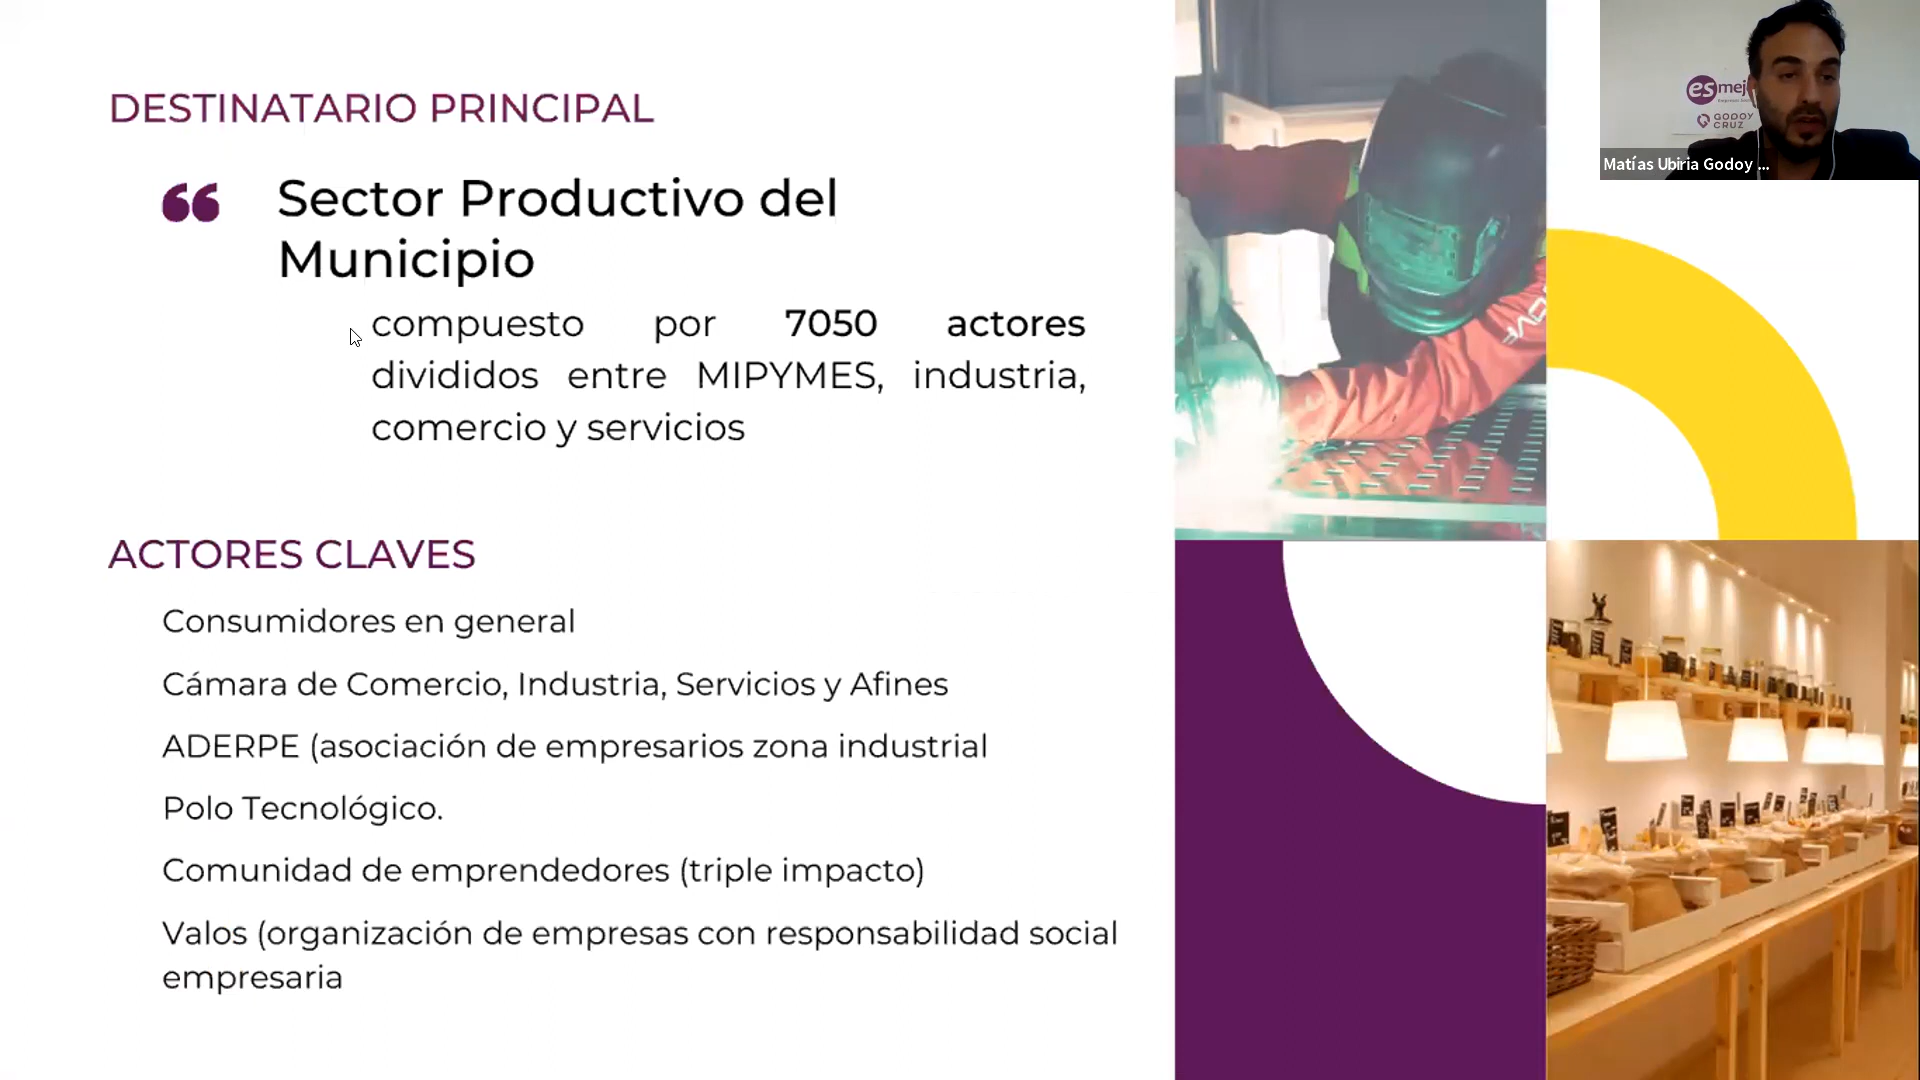 DESTINATARIO PRINCIPAL
“ Sector Productivo del
Municipio
compuesto por 7050 actores
divididos entre MIPYMES, industria,
comercio y servicios
ACTORES CLAVES
Consumidores en general
Cámara de Comercio, Industria, Servicios y Afines
ADERPE (asociación de empresarios zona industrial
Polo Tecnológico.
Comunidad de emprendedores (triple impacto)
Valos (organización de empresas con responsabilidad social
empresaria
esmej
GODOY
CRUZ
Matías Ubiria Godoy ...